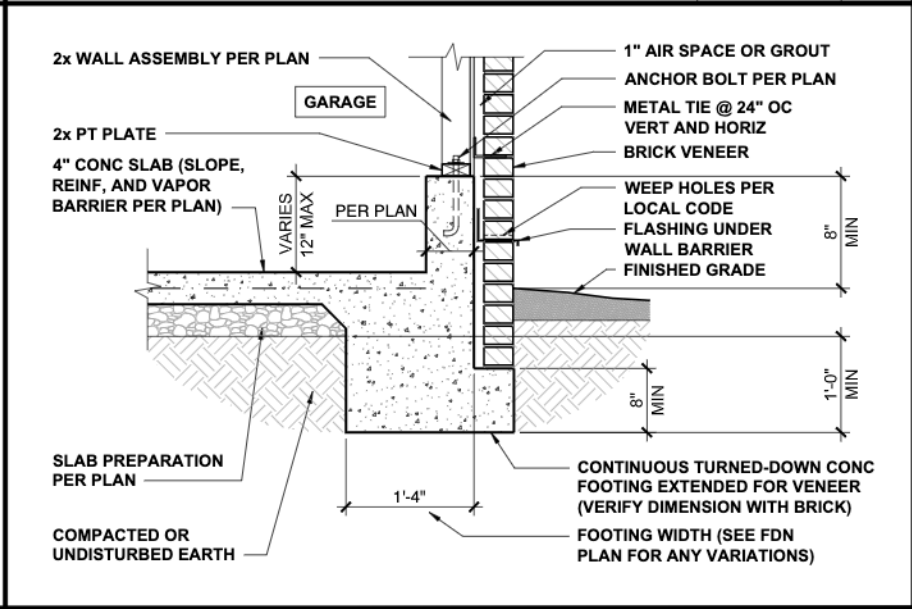 2x WALL ASSEMBLY PER PLAN
GARAGE
2x PT PLATE
4" CONC SLAB (SLOPE,
REINF, AND VAPOR
BARRIER PER PLAN)
VARIES
12" MAX
PER PLAN
1" AIR SPACE OR GROUT
ANCHOR BOLT PER PLAN
METAL TIE @ 24" OC
VERT AND HORIZ
BRICK VENEER
WEEP HOLES PER
LOCAL CODE
FLASHING UNDER
WALL BARRIER
FINISHED GRADE
8"
MIN
8"
MIN
1'-0"
MIN
SLAB PREPARATION
PER PLAN
COMPACTED OR
UNDISTURBED EARTH
1'-4"
CONTINUOUS TURNED-DOWN CONC
FOOTING EXTENDED FOR VENEER
(VERIFY DIMENSION WITH BRICK)
FOOTING WIDTH (SEE FDN
PLAN FOR ANY VARIATIONS)